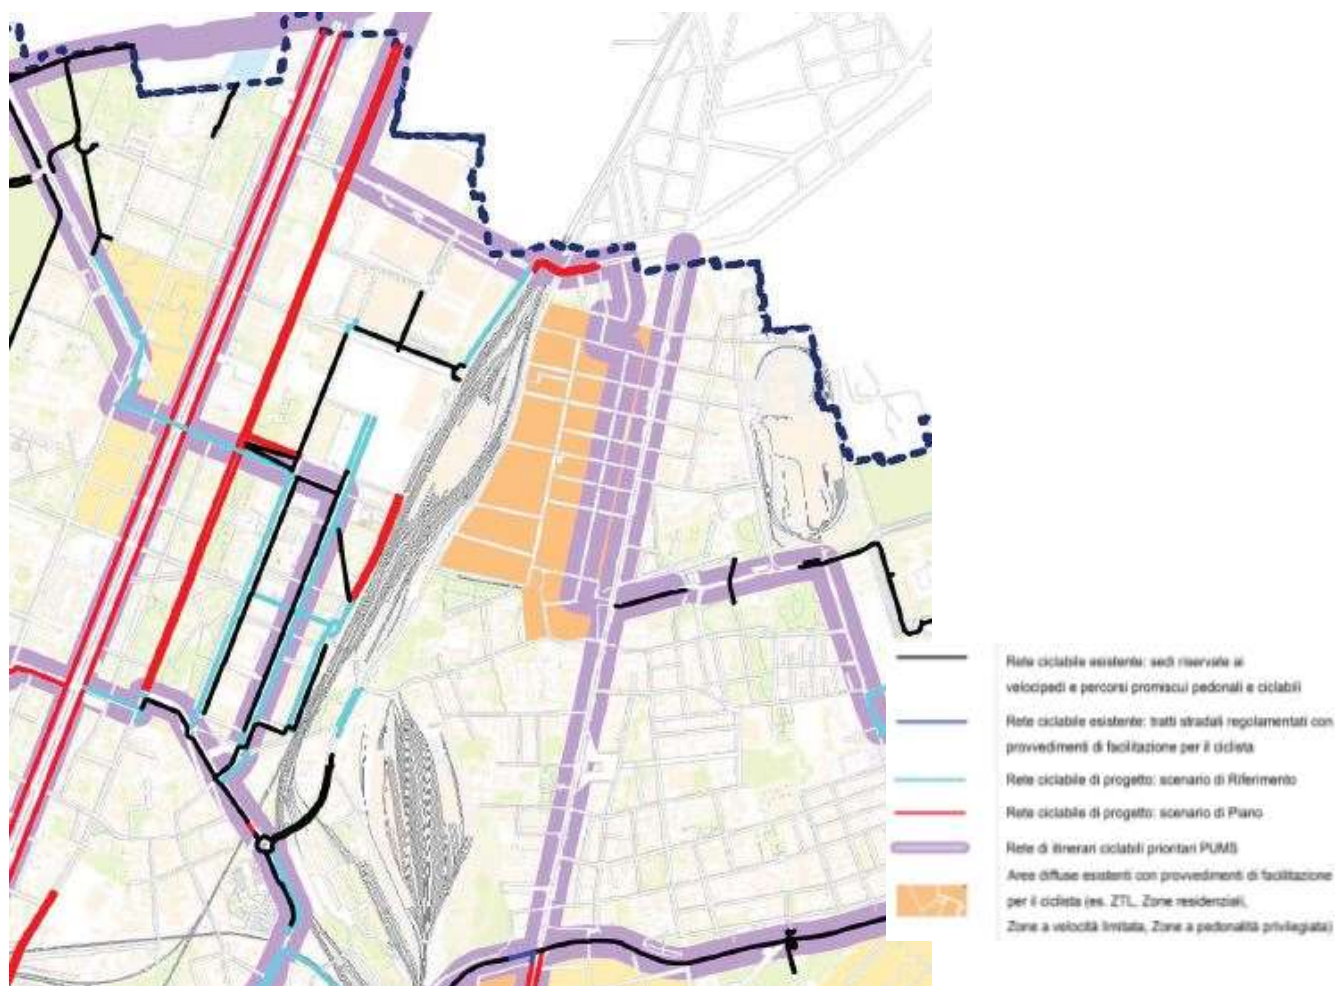 Rete ciclabile esistente: sedi riservate ai
velocipedi e percorsi promiscui pedonali e ciclabili
Rete ciclabile esistente: tratti stradali regolamentati con
provvedimenti di facilitazione per il ciclista
Rete ciclabile di progetto: scenario di Riferimento
Rete ciclabile di progetto: scenario di Piano
Rete di itinerari ciclabili prioritari PUMS
Aree diffuse esistenti con provvedimenti di facilitazione
per il ciclista (es. ZTL, Zone residenziali,
Zone a velocità limitata, Zone a pedonalità privilegiata)